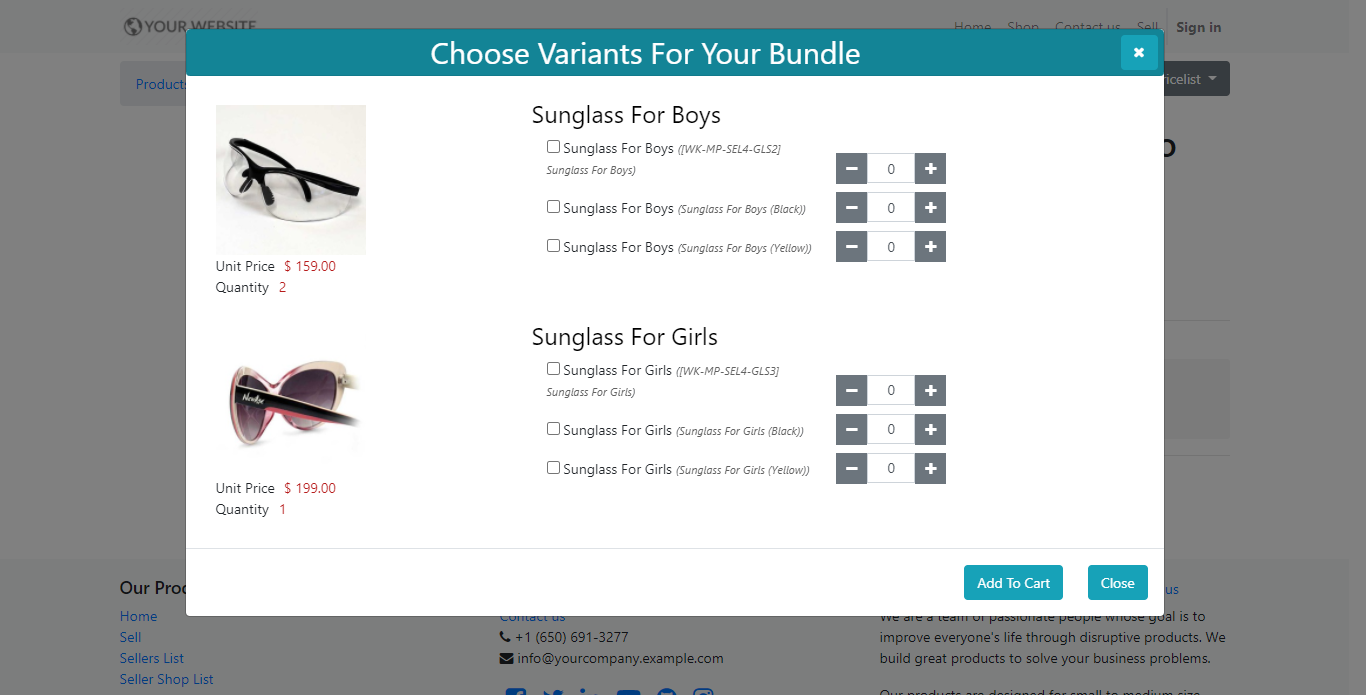 YOUR WEBSITE
Home Shop Contact us Sell Sign in
Choose Variants For Your Bundle
Products
Sunglass For Boys
Sunglass For Boys ([WK-MP-SEL4-GLS2]
Sunglass For Boys)
0
Sunglass For Boys (Sunglass For Boys (Black))
0
Sunglass For Boys (Sunglass For Boys (Yellow))
0
Unit Price $ 159.00
Quantity 2
Sunglass For Girls
Sunglass For Girls ([WK-MP-SEL4-GLS3]
Sunglass For Girls)
0
Sunglass For Girls (Sunglass For Girls (Black))
0
Sunglass For Girls (Sunglass For Girls (Yellow))
0
Unit Price $ 199.00
Quantity 1
Add To Cart Close
Home
Sell
Sellers List
Seller Shop List
Contact us
+1 (650) 691-3277
info@yourcompany.example.com
us
We are a team of passionate people whose goal is to
improve everyone's life through disruptive products. We
build great products to solve your business problems.
Our products are designed for small to medium size